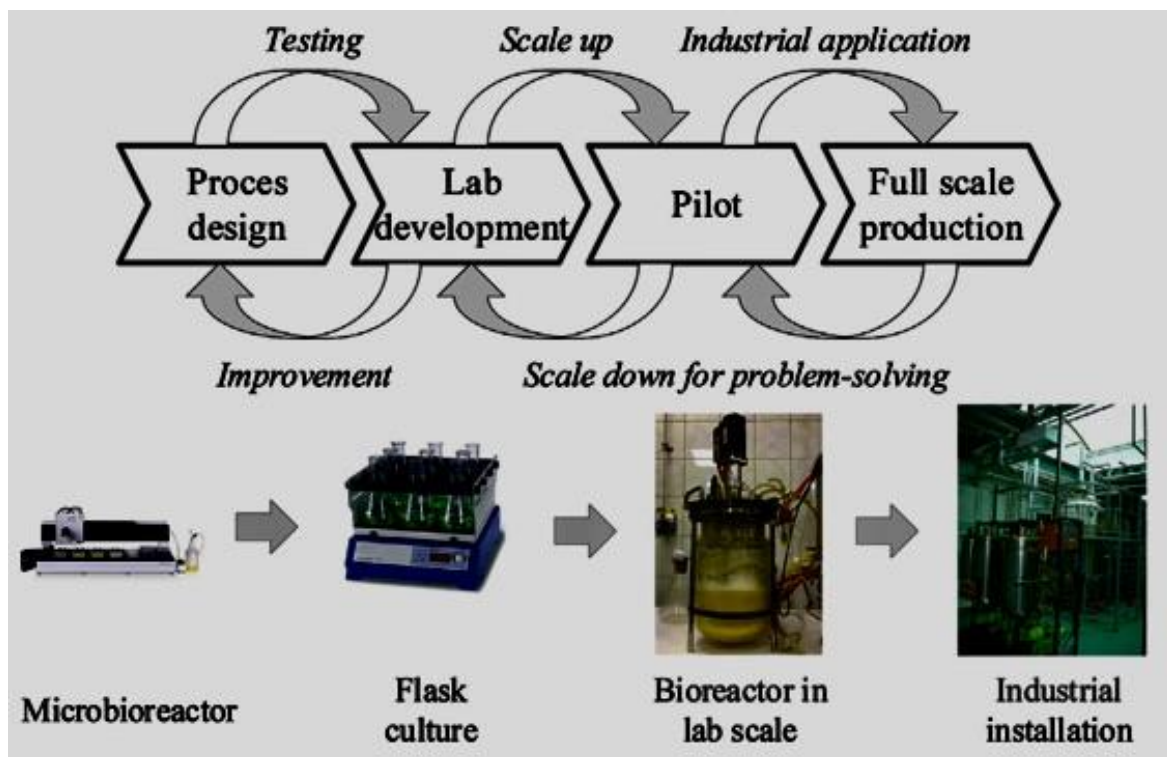 Testing
Scale up
Industrial application
Proces
design
Lab
development
Pilot
Full scale
production
Improvement
Scale down for problem-solving
Microbioreactor
Flask
culture
Bioreactor in
lab scale
Industrial
installation